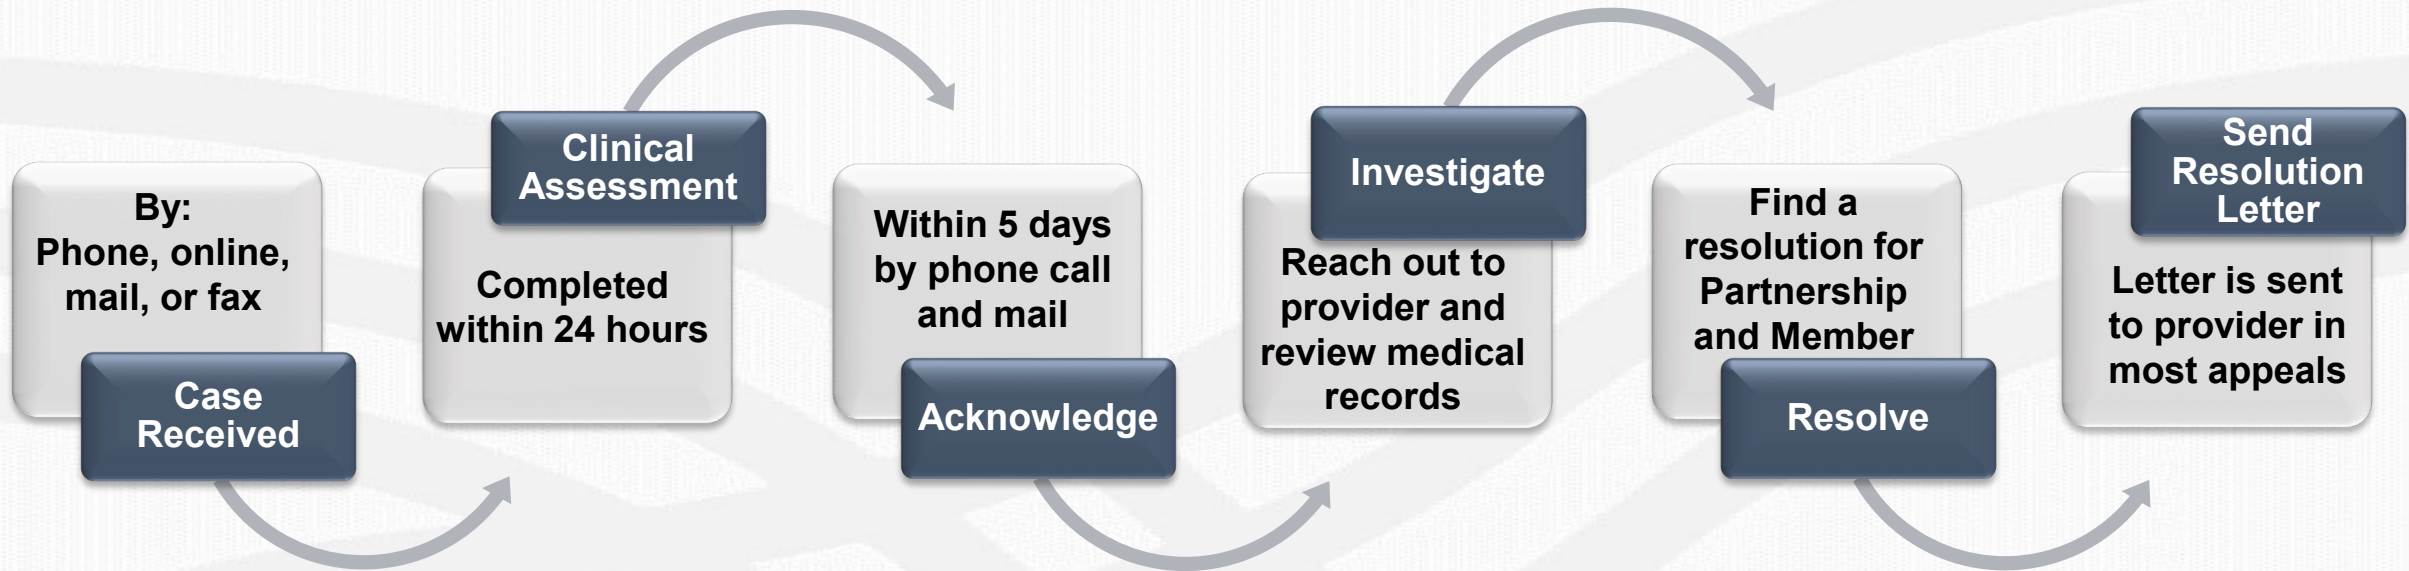 By:
Phone, online,
mail, or fax
Case
Received
Clinical
Assessment
Completed
within 24 hours
Within 5 days
by phone call
and mail
Acknowledge
Investigate
Reach out to
provider and
review medical
records
Find a
resolution for
Partnership
and Member
Resolve
Send
Resolution
Letter
Letter is sent
to provider in
most appeals